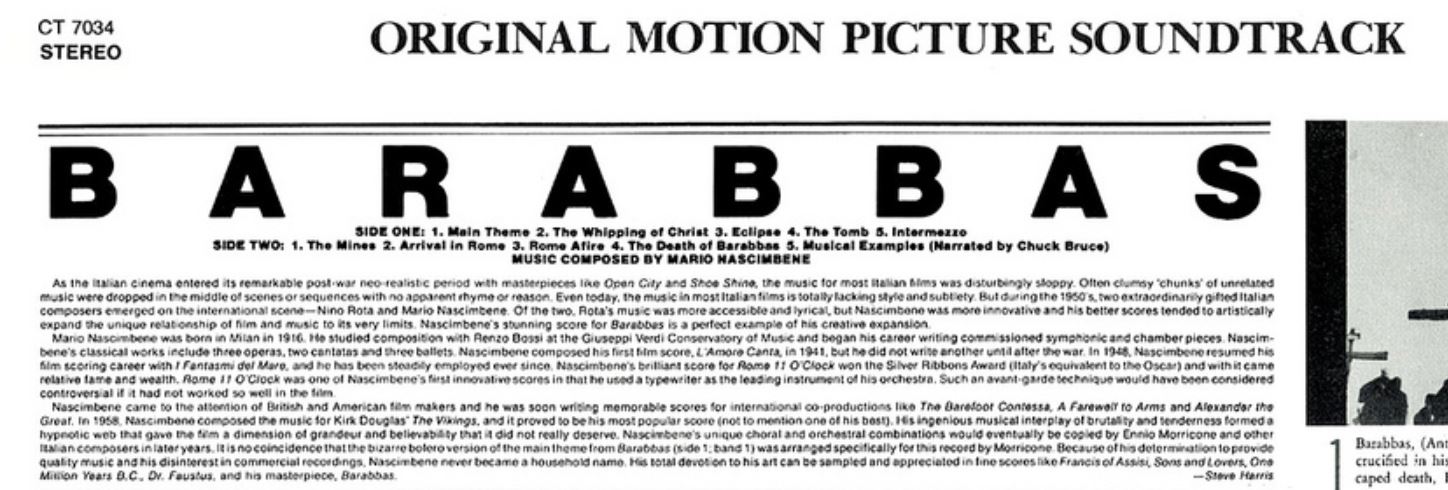 CT 7034
STEREO
ORIGINAL MOTION PICTURE SOUNDTRACK
BARABBAS
SIDE ONE: 1. Main Theme 2. The Whipping of Christ 3. Eclipse 4. The Tomb 5. Intermezzo
SIDE TWO: 1. The Mines 2. Arrival in Rome 3. Rome Afire 4. The Death of Barabbas 5. Musical Examples (Narrated by Chuck Bruce)
MUSIC COMPOSED BY MARIO NASCIMBENE
As the Italian cinema entered its remarkable post-war neo-realistic period with masterpieces like Open City and Shoe Shine, the music for most Italian films was disturbingly sloppy. Often clumsy 'chunks' of unrelated
music were dropped in the middle of scenes or sequences with no apparent rhyme or reason. Even today, the music in most Italian films is totally lacking style and subtlety. But during the 1950's, two extraordinarily gifted Italian
composers emerged on the international scene—Nino Rota and Mario Nascimbene. Of the two, Rota's music was more accessible and lyrical, but Nascimbene was more innovative and his better scores tended to artistically
expand the unique relationship of film and music to its very limits. Nascimbene's stunning score for Barabbas is a perfect example of his creative expansion.
Mario Nascimbene was born in Milan in 1916. He studied composition with Renzo Bossi at the Giuseppi Verdi Conservatory of Music and began his career writing commissioned symphonic and chamber pieces. Nascim-
bene's classical works include three operas, two cantatas and three ballets. Nascimbene composed his first film score, L'Amore Canta, in 1941, but he did not write another until after the war. In 1948, Nascimbene resumed his
film scoring career with I Fantasmi del Mare, and he has been steadily employed ever since. Nascimbene's brilliant score for Rome 11 O'Clock won the Silver Ribbons Award (Italy's equivalent to the Oscar) and with it came
relative fame and wealth. Rome 11 O'Clock was one of Nascimbene's first innovative scores in that he used a typewriter as the leading instrument of his orchestra. Such an avant-garde technique would have been considered
controversial if it had not worked so well in the film.
Nascimbene came to the attention of British and American film makers and he was soon writing memorable scores for international co-productions like The Barefoot Contessa, A Farewell to Arms and Alexander the
Great. In 1958, Nascimbene composed the music for Kirk Douglas' The Vikings, and it proved to be his most popular score (not to mention one of his best). His ingenious musical interplay of brutality and tenderness formed a
hypnotic web that gave the film a dimension of grandeur and believability that it did not really deserve. Nascimbene's unique choral and orchestral combinations would eventually be copied by Ennio Morricone and other
Italian composers in later years. It is no coincidence that the bizarre bolero version of the main theme from Barabbas (side 1; band 1) was arranged specifically for this record by Morricone. Because of his determination to provide
quality music and his disinterest in commercial recordings, Nascimbene never became a household name. His total devotion to his art can be sampled and appreciated in fine scores like Francis of Assisi, Sons and Lovers, One
Million Years B.C., Dr. Faustus, and his masterpiece, Barabbas.
—Steve Harris
1
Barabbas, (Ant
crucified in his
caped death,